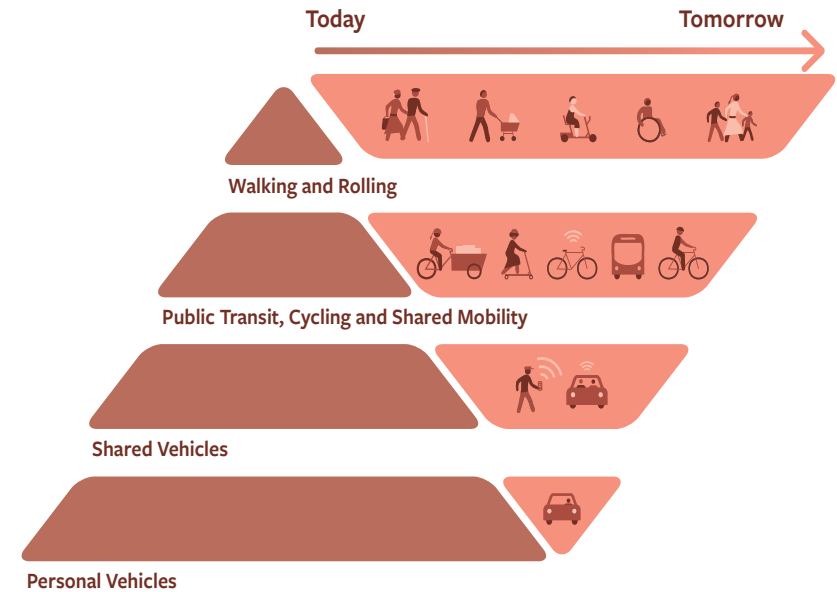 Today
Tomorrow
Walking and Rolling
Public Transit, Cycling and Shared Mobility
Shared Vehicles
Personal Vehicles